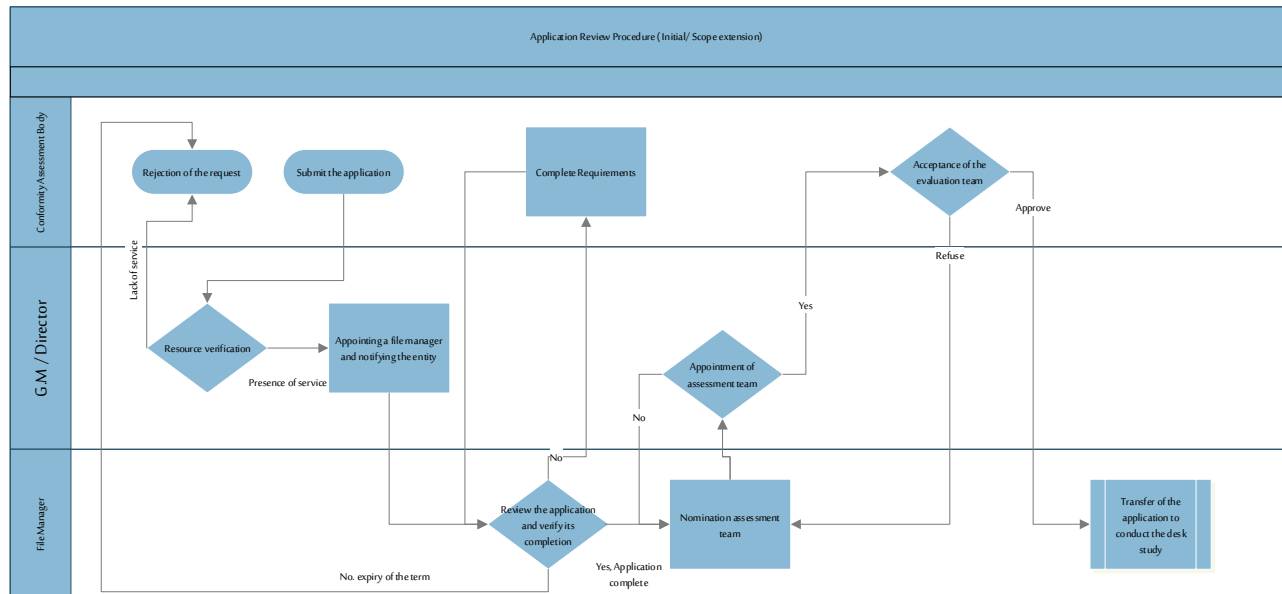 Application Review Procedure ( Initial/ Scope extension)
Conformity Assessment Body
Rejection of the request
Submit the application
Complete Requirements
Acceptance of the
evaluation team
Approve
Refuse
Lack of service
G.M / Director
Resource verification
Presence of service
Appointing a file manager
and notifying the entity
Appointment of
assessment team
Yes
No
No
File Manager
Review the application
and verify its
completion
Yes, Application
complete
No. expiry of the term
Nomination assessment
team
Transfer of the
application to
conduct the desk
study